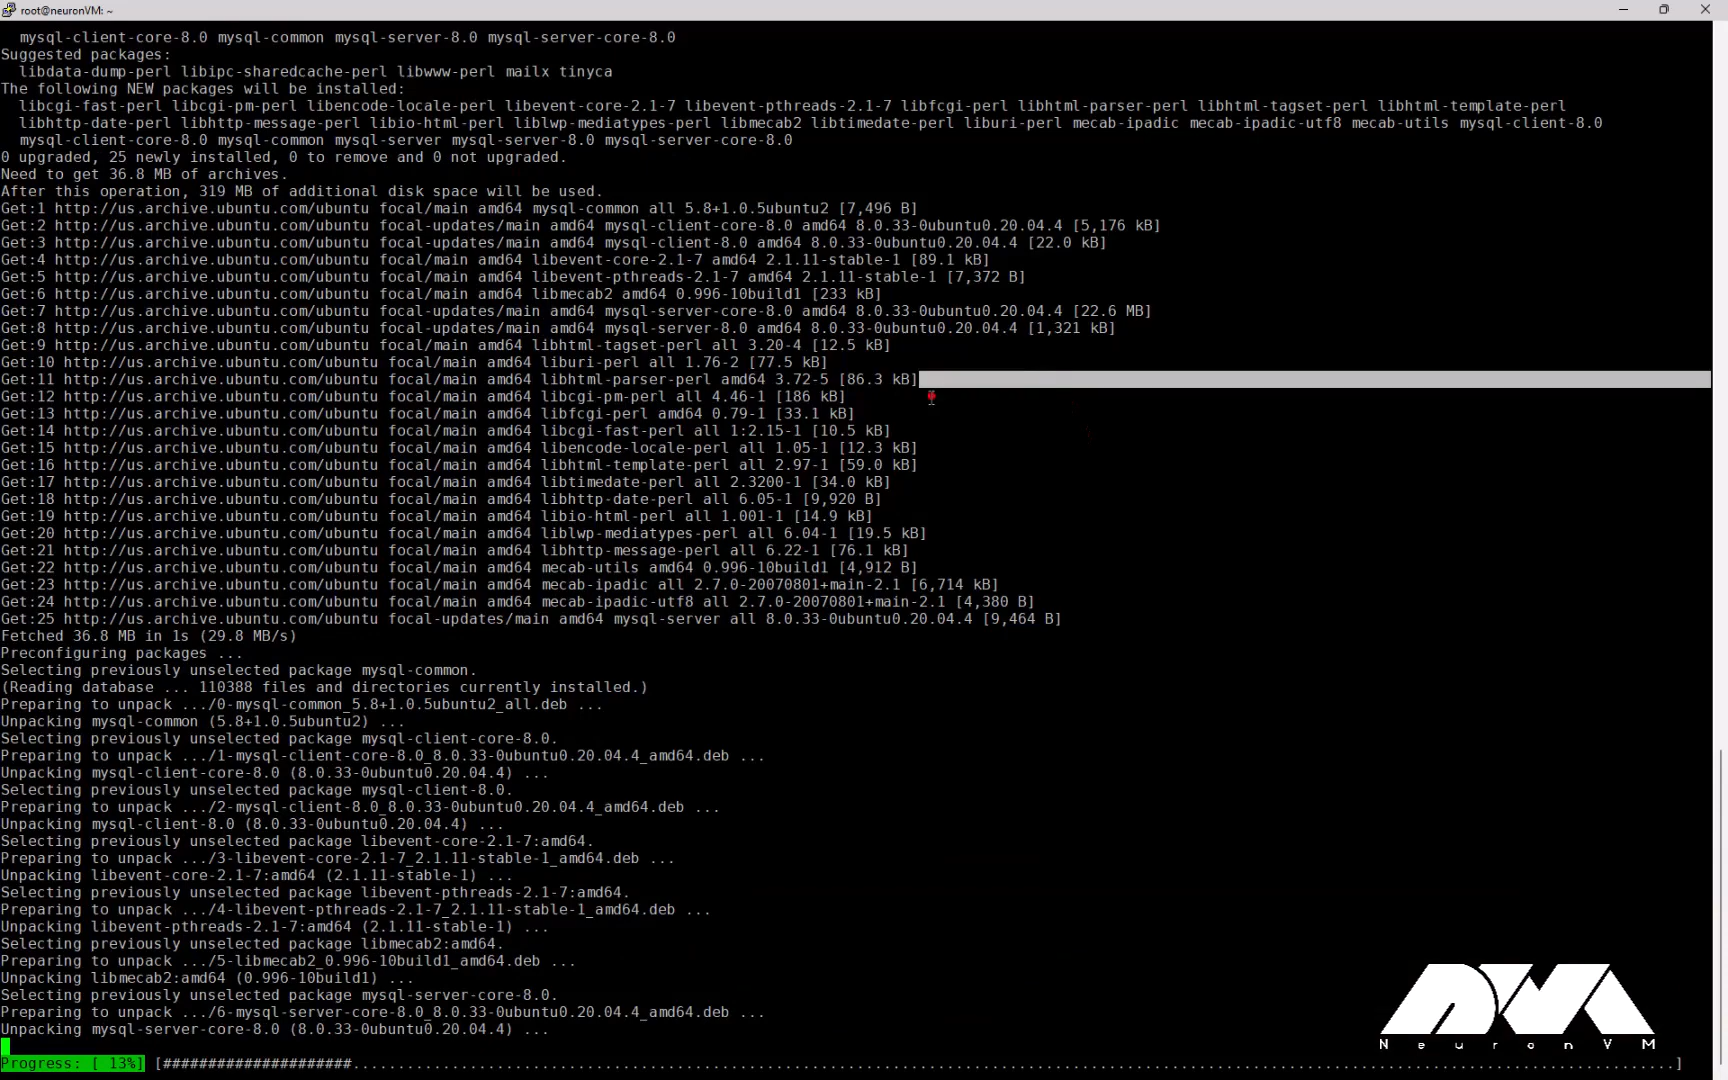 root@neuronVM: ~
mysql-client-core-8.0 mysql-common mysql-server-8.0 mysql-server-core-8.0
Suggested packages:
libdata-dump-perl libipc-sharedcache-perl libwww-perl mailx tinyca
The following NEW packages will be installed:
libcgi-fast-perl libcgi-pm-perl libencode-locale-perl libevent-core-2.1-7 libevent-pthreads-2.1-7 libfcgi-perl libhtml-parser-perl libhtml-tagset-perl libhtml-template-perl
libhttp-date-perl libhttp-message-perl libio-html-perl liblwp-mediatypes-perl libmecab2 libtimedate-perl liburi-perl mecab-ipadic mecab-ipadic-utf8 mecab-utils mysql-client-8.0
mysql-client-core-8.0 mysql-common mysql-server mysql-server-8.0 mysql-server-core-8.0
0 upgraded, 25 newly installed, 0 to remove and 0 not upgraded.
Need to get 36.8 MB of archives.
After this operation, 319 MB of additional disk space will be used.
Get:1 http://us.archive.ubuntu.com/ubuntu focal/main amd64 mysql-common all 5.8+1.0.5ubuntu2 [7,496 B]
Get:2 http://us.archive.ubuntu.com/ubuntu focal-updates/main amd64 mysql-client-core-8.0 amd64 8.0.33-0ubuntu0.20.04.4 [5,176 kB]
Get:3 http://us.archive.ubuntu.com/ubuntu focal-updates/main amd64 mysql-client-8.0 amd64 8.0.33-0ubuntu0.20.04.4 [22.0 kB]
Get:4 http://us.archive.ubuntu.com/ubuntu focal/main amd64 libevent-core-2.1-7 amd64 2.1.11-stable-1 [89.1 kB]
Get:5 http://us.archive.ubuntu.com/ubuntu focal/main amd64 libevent-pthreads-2.1-7 amd64 2.1.11-stable-1 [7,372 B]
Get:6 http://us.archive.ubuntu.com/ubuntu focal/main amd64 libmecab2 amd64 0.996-10build1 [233 kB]
Get:7 http://us.archive.ubuntu.com/ubuntu focal-updates/main amd64 mysql-server-core-8.0 amd64 8.0.33-0ubuntu0.20.04.4 [22.6 MB]
Get:8 http://us.archive.ubuntu.com/ubuntu focal-updates/main amd64 mysql-server-8.0 amd64 8.0.33-0ubuntu0.20.04.4 [1,321 kB]
Get:9 http://us.archive.ubuntu.com/ubuntu focal/main amd64 libhtml-tagset-perl all 3.20-4 [12.5 kB]
Get:10 http://us.archive.ubuntu.com/ubuntu focal/main amd64 liburi-perl all 1.76-2 [77.5 kB]
Get:11 http://us.archive.ubuntu.com/ubuntu focal/main amd64 libhtml-parser-perl amd64 3.72-5 [86.3 kB]
Get:12 http://us.archive.ubuntu.com/ubuntu focal/main amd64 libcgi-pm-perl all 4.46-1 [186 kB]
Get:13 http://us.archive.ubuntu.com/ubuntu focal/main amd64 libfcgi-perl amd64 0.79-1 [33.1 kB]
Get:14 http://us.archive.ubuntu.com/ubuntu focal/main amd64 libcgi-fast-perl all 1:2.15-1 [10.5 kB]
Get:15 http://us.archive.ubuntu.com/ubuntu focal/main amd64 libencode-locale-perl all 1.05-1 [12.3 kB]
Get:16 http://us.archive.ubuntu.com/ubuntu focal/main amd64 libhtml-template-perl all 2.97-1 [59.0 kB]
Get:17 http://us.archive.ubuntu.com/ubuntu focal/main amd64 libtimedate-perl all 2.3200-1 [34.0 kB]
Get:18 http://us.archive.ubuntu.com/ubuntu focal/main amd64 libhttp-date-perl all 6.05-1 [9,920 B]
Get:19 http://us.archive.ubuntu.com/ubuntu focal/main amd64 libio-html-perl all 1.001-1 [14.9 kB]
Get:20 http://us.archive.ubuntu.com/ubuntu focal/main amd64 liblwp-mediatypes-perl all 6.04-1 [19.5 kB]
Get:21 http://us.archive.ubuntu.com/ubuntu focal/main amd64 libhttp-message-perl all 6.22-1 [76.1 kB]
Get:22 http://us.archive.ubuntu.com/ubuntu focal/main amd64 mecab-utils amd64 0.996-10build1 [4,912 B]
Get:23 http://us.archive.ubuntu.com/ubuntu focal/main amd64 mecab-ipadic all 2.7.0-20070801+main-2.1 [6,714 kB]
Get:24 http://us.archive.ubuntu.com/ubuntu focal/main amd64 mecab-ipadic-utf8 all 2.7.0-20070801+main-2.1 [4,380 B]
Get:25 http://us.archive.ubuntu.com/ubuntu focal-updates/main amd64 mysql-server all 8.0.33-0ubuntu0.20.04.4 [9,464 B]
Fetched 36.8 MB in 1s (29.8 MB/s)
Preconfiguring packages ...
Selecting previously unselected package mysql-common.
(Reading database ... 110388 files and directories currently installed.)
Preparing to unpack .../0-mysql-common_5.8+1.0.5ubuntu2_all.deb ...
Unpacking mysql-common (5.8+1.0.5ubuntu2) ...
Selecting previously unselected package mysql-client-core-8.0.
Preparing to unpack .../1-mysql-client-core-8.0_8.0.33-0ubuntu0.20.04.4_amd64.deb ...
Unpacking mysql-client-core-8.0 (8.0.33-0ubuntu0.20.04.4) ...
Selecting previously unselected package mysql-client-8.0.
Preparing to unpack .../2-mysql-client-8.0_8.0.33-0ubuntu0.20.04.4_amd64.deb ...
Unpacking mysql-client-8.0 (8.0.33-0ubuntu0.20.04.4) ...
Selecting previously unselected package libevent-core-2.1-7:amd64.
Preparing to unpack .../3-libevent-core-2.1-7_2.1.11-stable-1_amd64.deb ...
Unpacking libevent-core-2.1-7:amd64 (2.1.11-stable-1) ...
Selecting previously unselected package libevent-pthreads-2.1-7:amd64.
Preparing to unpack .../4-libevent-pthreads-2.1-7_2.1.11-stable-1_amd64.deb ...
Unpacking libevent-pthreads-2.1-7:amd64 (2.1.11-stable-1) ...
Selecting previously unselected package libmecab2:amd64.
Preparing to unpack .../5-libmecab2_0.996-10build1_amd64.deb ...
Unpacking libmecab2:amd64 (0.996-10build1) ...
Selecting previously unselected package mysql-server-core-8.0.
Preparing to unpack .../6-mysql-server-core-8.0_8.0.33-0ubuntu0.20.04.4_amd64.deb ...
Unpacking mysql-server-core-8.0 (8.0.33-0ubuntu0.20.04.4) ...
NeuronVM
Progress: [ 13%] [#####################....................................................................................................................................................]